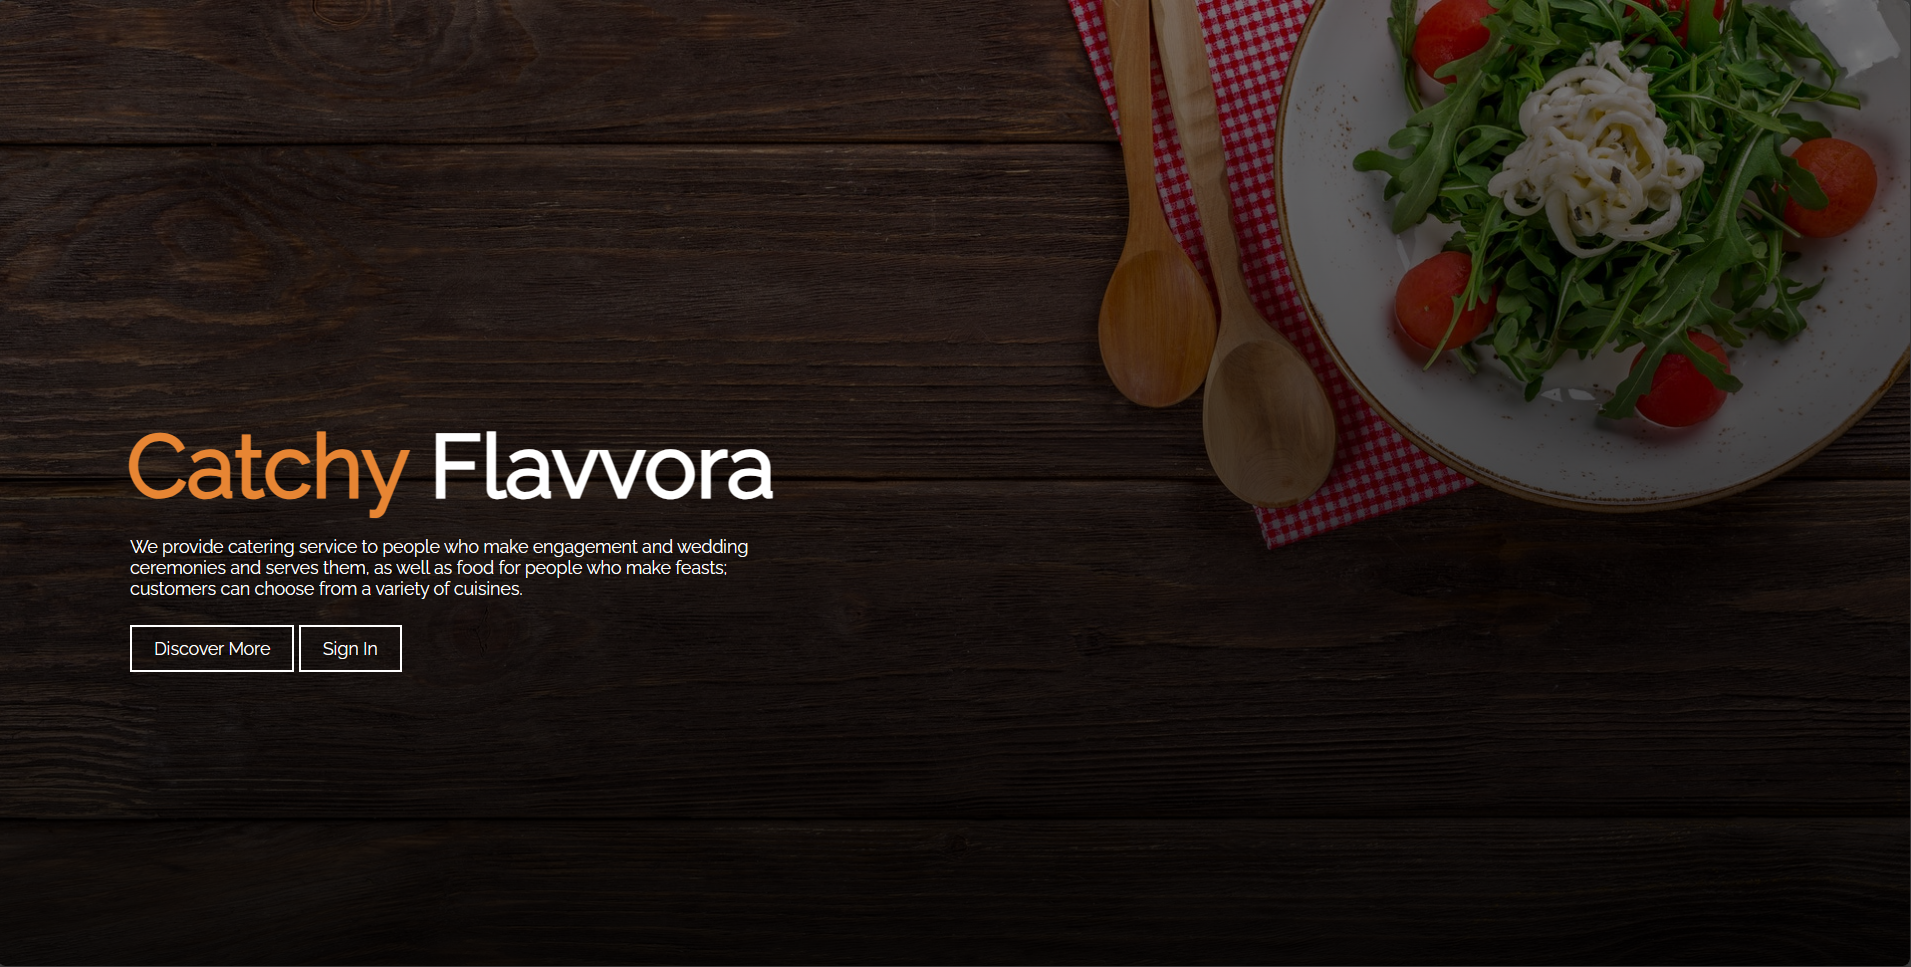 Catchy Flavvora
We provide catering service to people who make engagement and wedding
ceremonies and serves them, as well as food for people who make feasts;
customers can choose from a variety of cuisines.
Discover More
Sign In